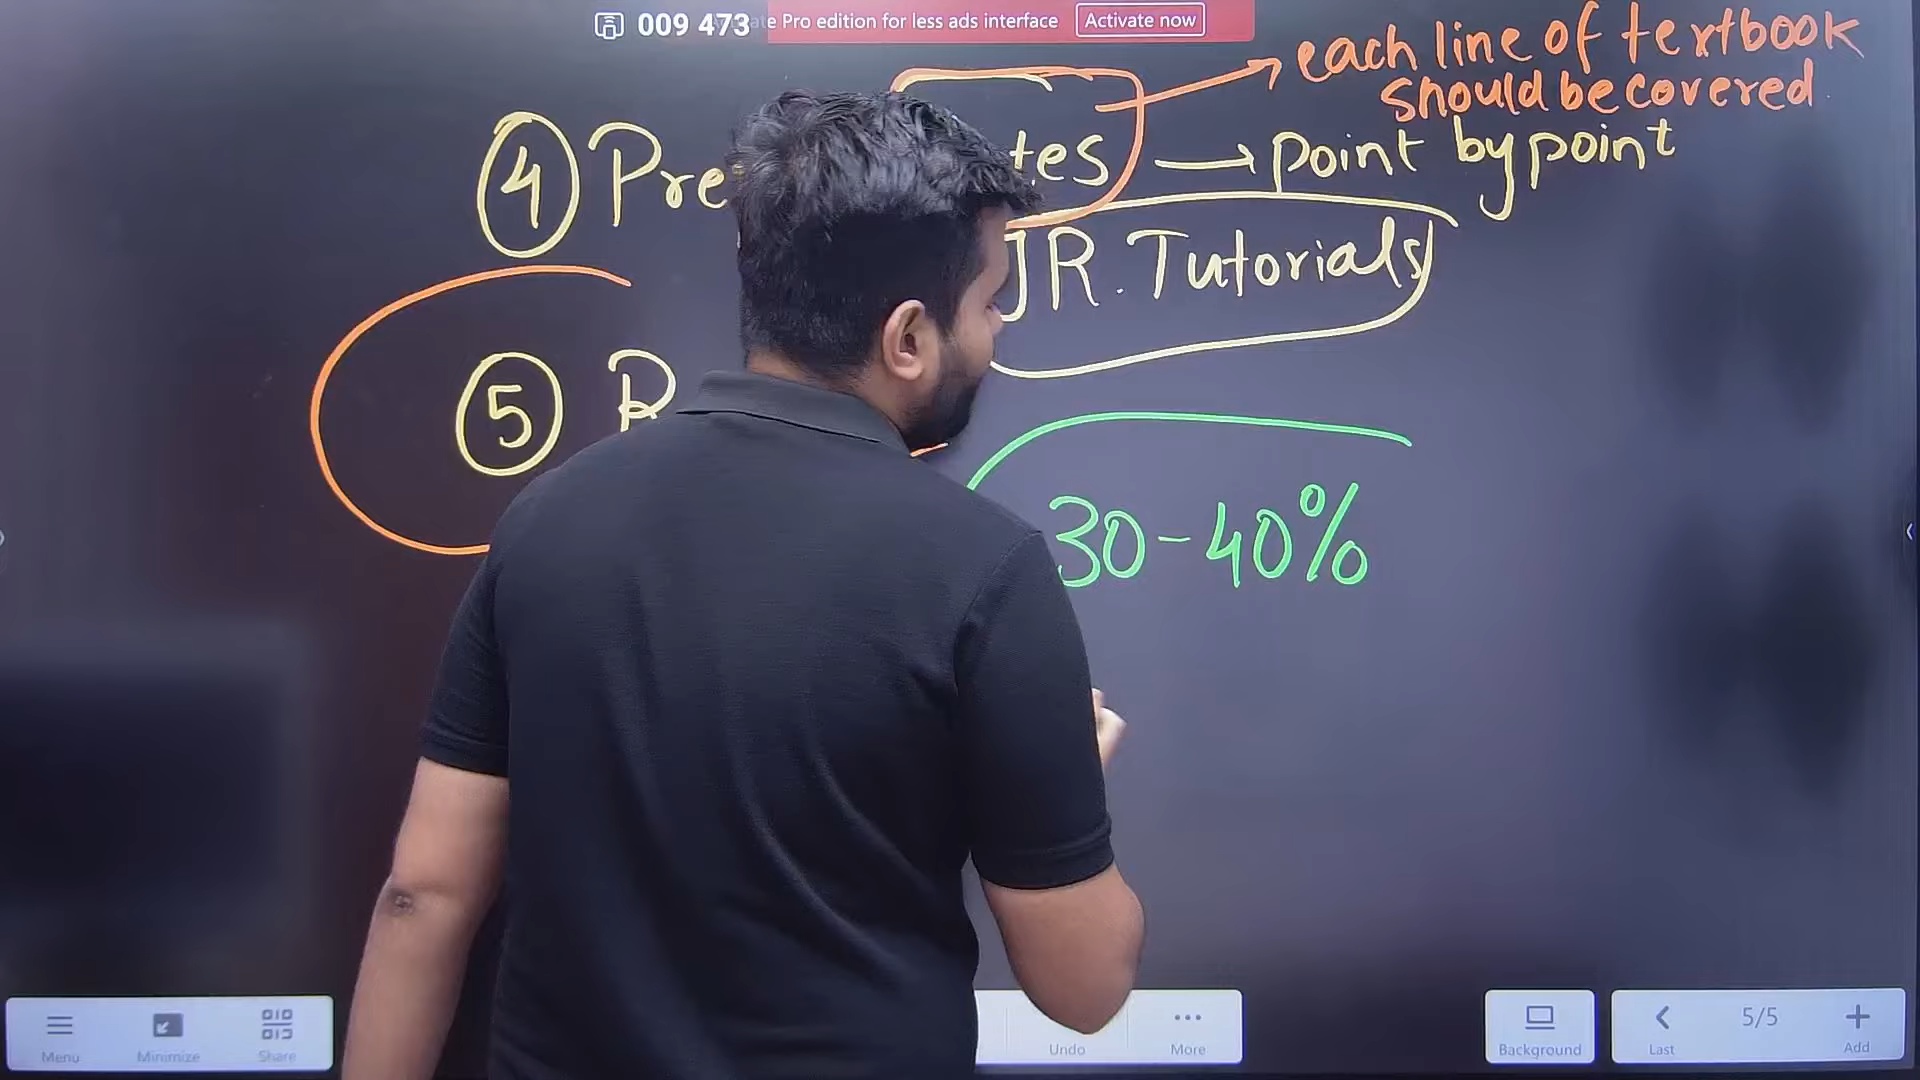 009 473
e Pro edition for less ads interface Activate now
each line of textbook
should be covered
④ Pre tes → point by point
JR. Tutorials
⑤
30-40%
Menu Minimize Share Undo More Background Last 5/5 Add